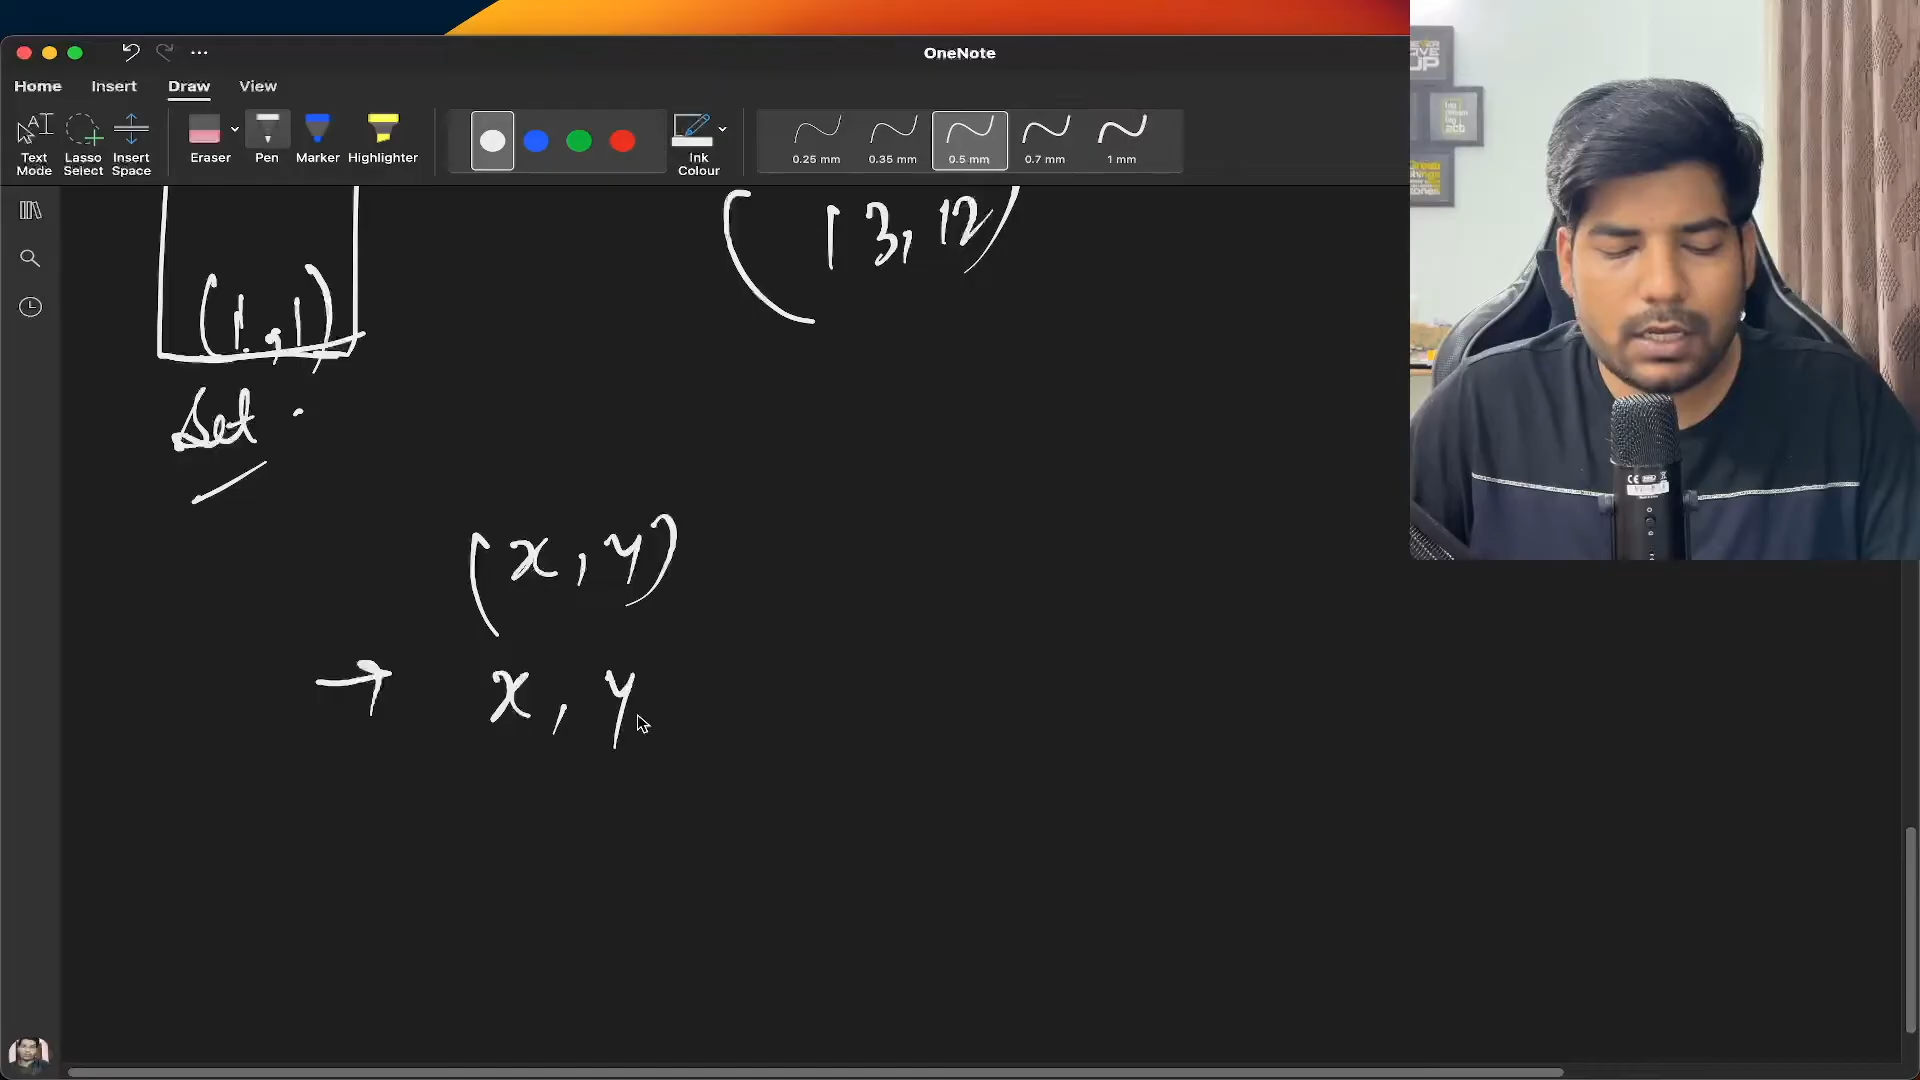 OneNote
Home Insert Draw View
Text Mode
Lasso Select
Insert Space
Eraser
Pen
Marker
Highlighter
Ink Colour
0.25 mm
0.35 mm
0.5 mm
0.7 mm
1 mm
(13, 12)
(1, 1)
Set
(x, y)
→ x, y